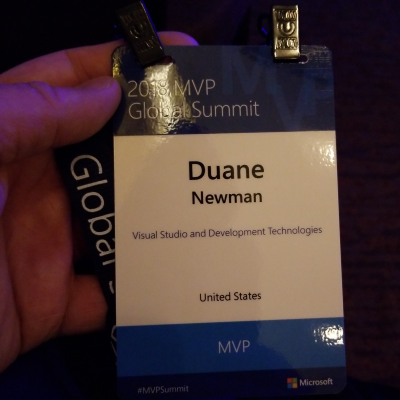 2018 MVP
Global Summit
Duane
Newman
Visual Studio and Development Technologies
United States
MVP
#MVPSummit
Microsoft
Global